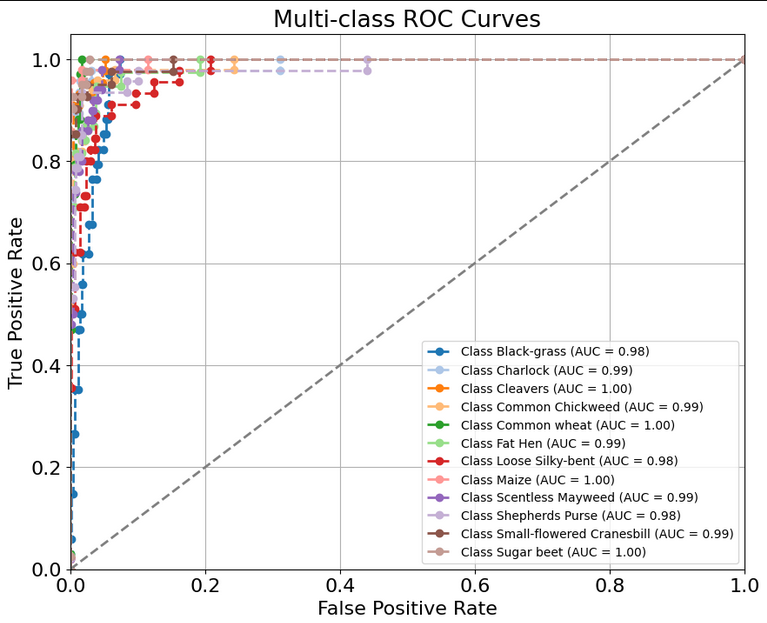 Multi-class ROC Curves
True Positive Rate
1.0
0.8
0.6
0.4
0.2
0.0
Class Black-grass (AUC = 0.98)
Class Charlock (AUC = 0.99)
Class Cleavers (AUC = 1.00)
Class Common Chickweed (AUC = 0.99)
Class Common wheat (AUC = 1.00)
Class Fat Hen (AUC = 0.99)
Class Loose Silky-bent (AUC = 0.98)
Class Maize (AUC = 1.00)
Class Scentless Mayweed (AUC = 0.99)
Class Shepherds Purse (AUC = 0.98)
Class Small-flowered Cranesbill (AUC = 0.99)
Class Sugar beet (AUC = 1.00)
0.0 0.2 0.4 0.6 0.8 1.0
False Positive Rate